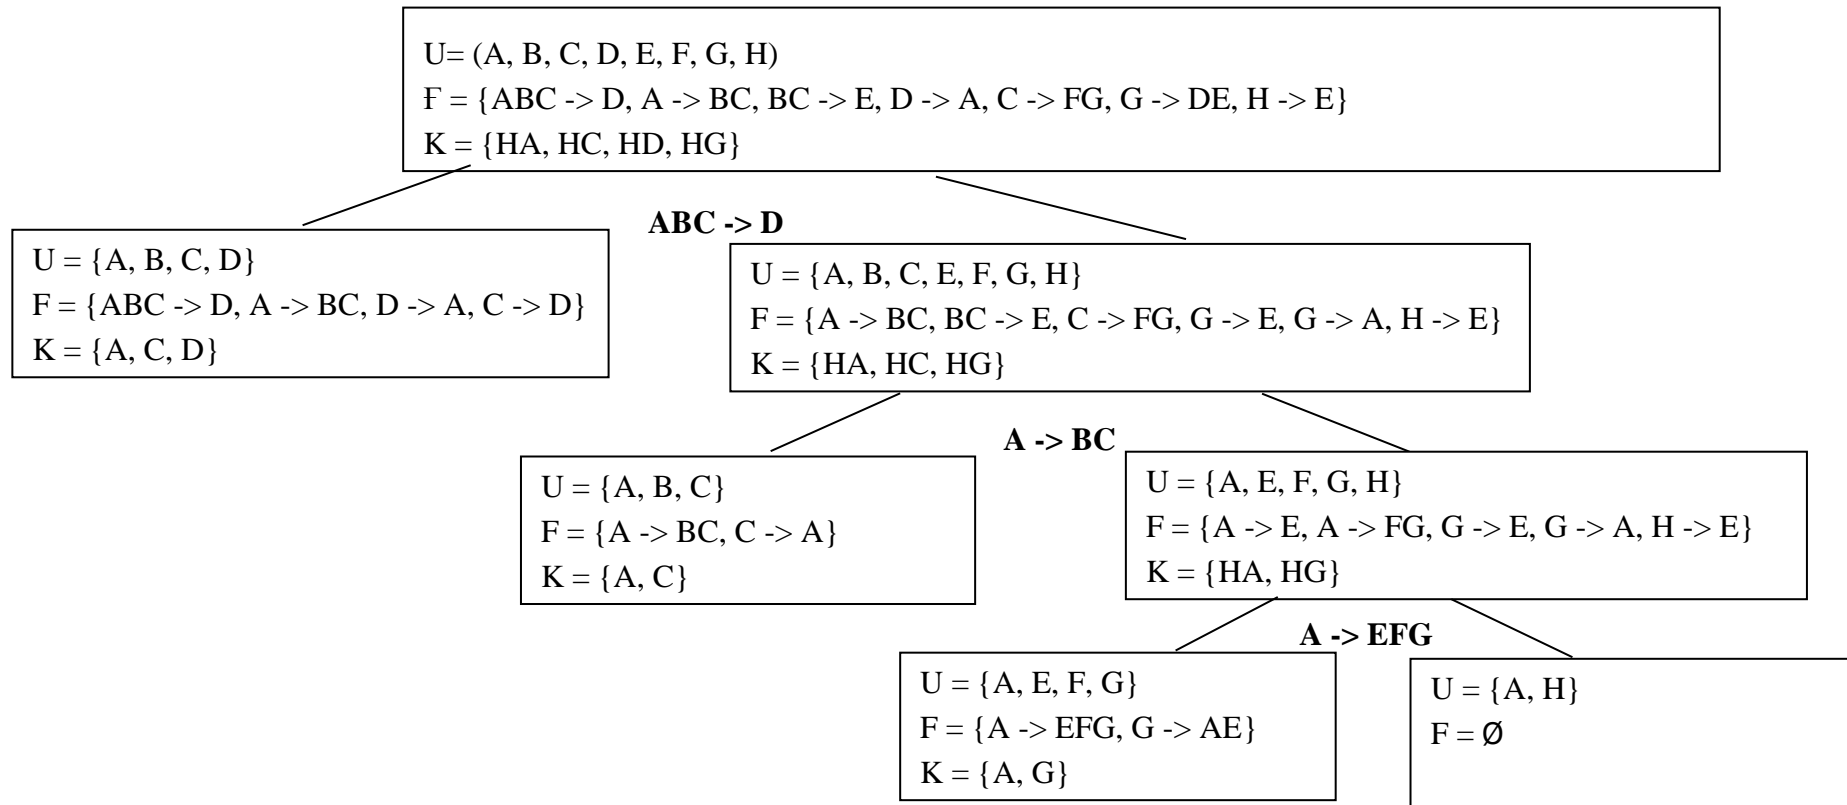 U= (A, B, C, D, E, F, G, H)
F = {ABC -> D, A -> BC, BC -> E, D -> A, C -> FG, G -> DE, H -> E}
K = {HA, HC, HD, HG}
ABC -> D
U = {A, B, C, D}
F = {ABC -> D, A -> BC, D -> A, C -> D}
K = {A, C, D}
U = {A, B, C, E, F, G, H}
F = {A -> BC, BC -> E, C -> FG, G -> E, G -> A, H -> E}
K = {HA, HC, HG}
A -> BC
U = {A, B, C}
F = {A -> BC, C -> A}
K = {A, C}
U = {A, E, F, G, H}
F = {A -> E, A -> FG, G -> E, G -> A, H -> E}
K = {HA, HG}
A -> EFG
U = {A, E, F, G}
F = {A -> EFG, G -> AE}
K = {A, G}
U = {A, H}
F = Ø